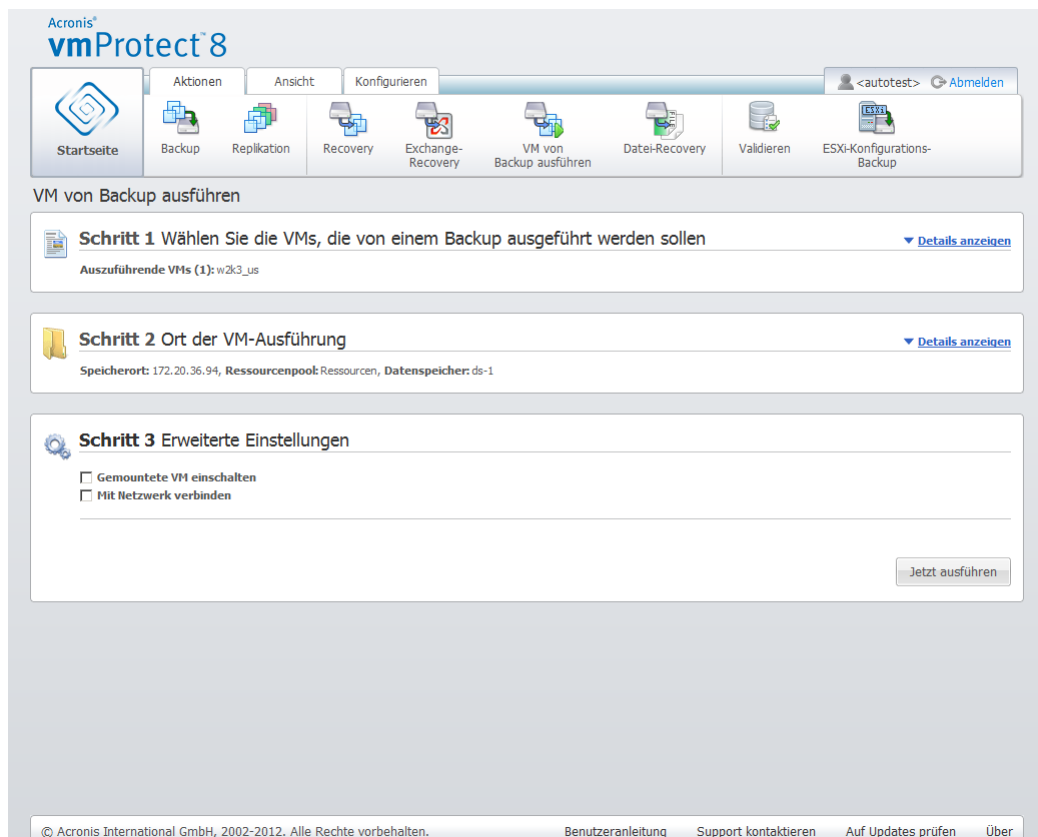 Acronis®
vmProtect™ 8
Aktionen Ansicht Konfigurieren <autotest> Abmelden
Startseite
Backup
Replikation
Recovery
Exchange-
Recovery
VM von
Backup ausführen
Datei-Recovery
Validieren
ESXi
ESXi-Konfigurations-
Backup
VM von Backup ausführen
Schritt 1 Wählen Sie die VMs, die von einem Backup ausgeführt werden sollen
Details anzeigen
Auszuführende VMs (1): w2k3_us
Schritt 2 Ort der VM-Ausführung
Details anzeigen
Speicherort: 172.20.36.94, Ressourcenpool: Ressourcen, Datenspeicher: ds-1
Schritt 3 Erweiterte Einstellungen
Gemountete VM einschalten
Mit Netzwerk verbinden
Jetzt ausführen
© Acronis International GmbH, 2002-2012. Alle Rechte vorbehalten. Benutzeranleitung Support kontaktieren Auf Updates prüfen Über